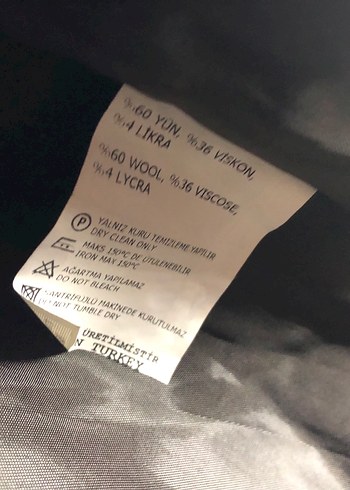 %60 YÜN, %36 VİSKON,
%4 LİKRA
%60 WOOL, %36 VISCOSE,
%4 LYCRA
P YALNIZ KURU TEMİZLEME YAPILIR
DRY CLEAN ONLY
MAKS 150°C DE ÜTÜLENEBİLİR
IRON MAX 150°C
AĞARTMA YAPILAMAZ
DO NOT BLEACH
SANTRİFÜJLÜ MAKİNEDE KURUTULMAZ
DO NOT TUMBLE DRY
ÜRETİLMİSTİR
N TURKEY